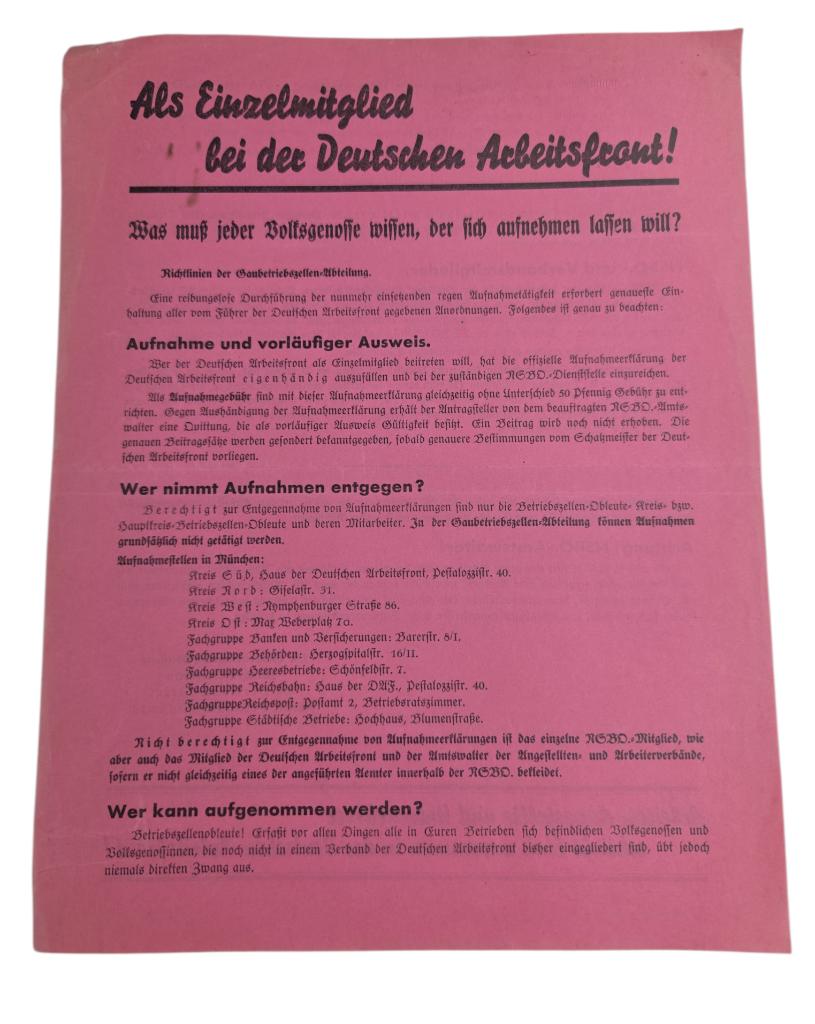 Als Einzelmitglied
bei der Deutschen Arbeitsfront!
Was muß jeder Volksgenosse wissen, der sich aufnehmen lassen will?
Richtlinien der Gaubetriebszellen-Abteilung.
Eine reibungslose Durchführung der nunmehr einsetzenden regen Aufnahmetätigkeit erfordert genaueste Ein-
haltung aller vom Führer der Deutschen Arbeitsfront gegebenen Anordnungen. Folgendes ist genau zu beachten:
Aufnahme und vorläufiger Ausweis.
Wer der Deutschen Arbeitsfront als Einzelmitglied beitreten will, hat die offizielle Aufnahmeerklärung der
Deutschen Arbeitsfront eigenhändig auszufüllen und bei der zuständigen NSBO.-Dienststelle einzureichen.
Als Aufnahmegebühr sind mit dieser Aufnahmeerklärung gleichzeitig ohne Unterschied 50 Pfennig Gebühr zu ent-
richten. Gegen Aushändigung der Aufnahmeerklärung erhält der Antragsteller von dem beauftragten NSBO.-Amts-
walter eine Quittung, die als vorläufiger Ausweis Gültigkeit besitzt. Ein Beitrag wird noch nicht erhoben. Die
genauen Beitragssätze werden gesondert bekanntgegeben, sobald genauere Bestimmungen vom Schatzmeister der Deut-
schen Arbeitsfront vorliegen.
Wer nimmt Aufnahmen entgegen?
Berechtigt zur Entgegennahme von Aufnahmeerklärungen sind nur die Betriebszellen-Obleute- Kreis- bzw.
Hauptkreis-Betriebszellen-Obleute und deren Mitarbeiter. In der Gaubetriebszellen-Abteilung können Aufnahmen
grundsätzlich nicht getätigt werden.
Aufnahmestellen in München:
Kreis Süd, Haus der Deutschen Arbeitsfront, Pestalozzistr. 40.
Kreis Nord: Giselastr. 31.
Kreis West: Nymphenburger Straße 86.
Kreis Ost: Max Weberplatz 7a.
Fachgruppe Banken und Versicherungen: Barerstr. 8/I.
Fachgruppe Behörden: Herzogspitalstr. 16/II.
Fachgruppe Heeresbetriebe: Schönfeldstr. 7.
Fachgruppe Reichsbahn: Haus der DAF., Pestalozzistr. 40.
FachgruppeReichspost: Postamt 2, Betriebsratszimmer.
Fachgruppe Städtische Betriebe: Hochhaus, Blumenstraße.
Nicht berechtigt zur Entgegennahme von Aufnahmeerklärungen ist das einzelne NSBO.-Mitglied, wie
aber auch das Mitglied der Deutschen Arbeitsfront und der Amtswalter der Angestellten- und Arbeiterverbände,
sofern er nicht gleichzeitig eines der angeführten Aemter innerhalb der NSBO. bekleidet.
Wer kann aufgenommen werden?
Betriebszellenobleute! Erfaßt vor allen Dingen alle in Euren Betrieben sich befindlichen Volksgenossen und
Volksgenossinnen, die noch nicht in einem Verband der Deutschen Arbeitsfront bisher eingegliedert sind, übt jedoch
niemals direkten Zwang aus.